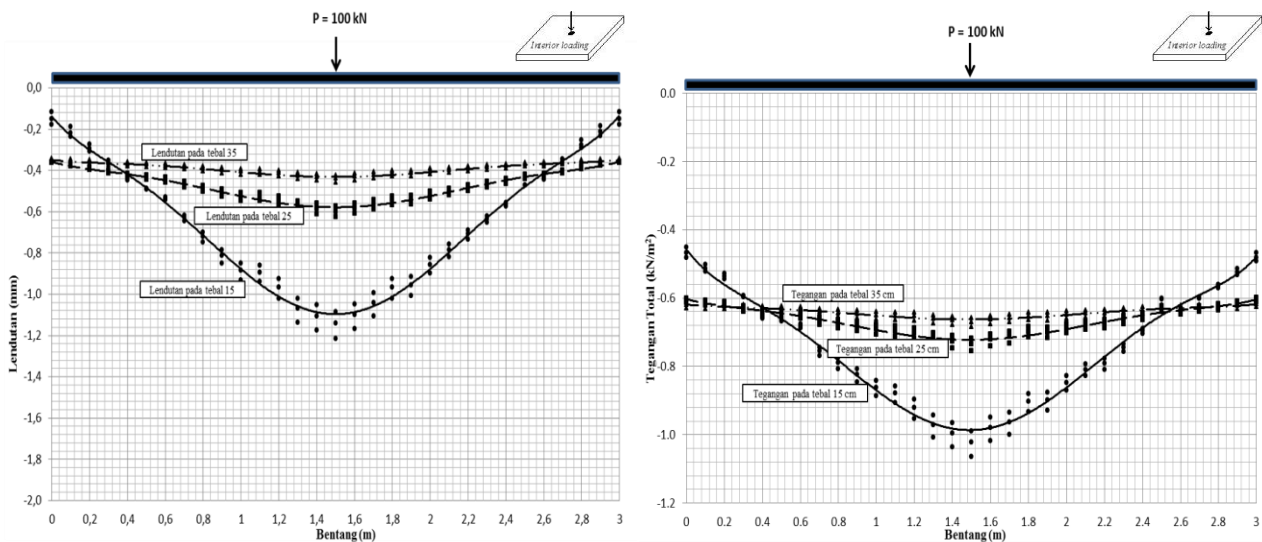 P = 100 kN
Interior loading
0,0
-0,2
-0,4
-0,6
-0,8
-1,0
-1,2
-1,4
-1,6
-1,8
-2,0
Lendutan (mm)
Lendutan pada tebal 35
Lendutan pada tebal 25
Lendutan pada tebal 15
0 0,2 0,4 0,6 0,8 1 1,2 1,4 1,6 1,8 2 2,2 2,4 2,6 2,8 3
Bentang (m)
P = 100 kN
Interior loading
0.0
-0.2
-0.4
-0.6
-0.8
-1.0
-1.2
Tegangan Total (kN/m²)
Tegangan pada tebal 35 cm
Tegangan pada tebal 25 cm
Tegangan pada tebal 15 cm
0 0.2 0.4 0.6 0.8 1 1.2 1.4 1.6 1.8 2 2.2 2.4 2.6 2.8 3
Bentang (m)